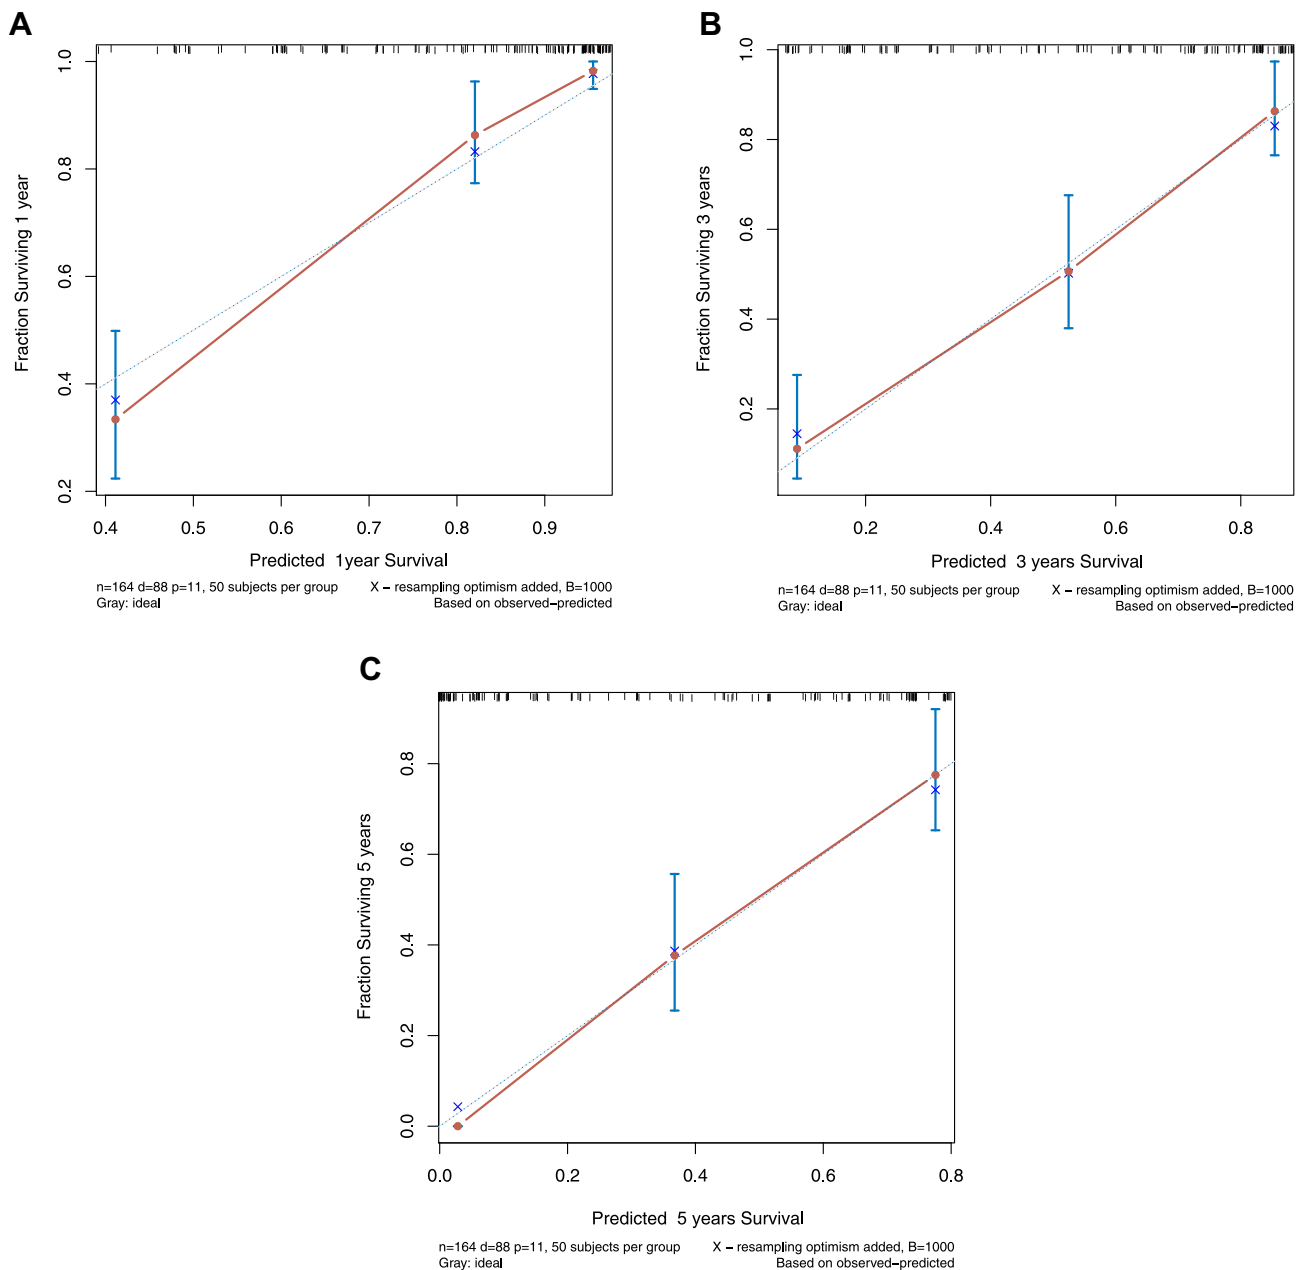 A
1.0
0.8
0.6
0.4
0.2
Fraction Surviving 1 year
0.4 0.5 0.6 0.7 0.8 0.9
Predicted 1year Survival
n=164 d=88 p=11, 50 subjects per group X − resampling optimism added, B=1000
Gray: ideal Based on observed−predicted
B
1.0
0.8
0.6
0.4
0.2
Fraction Surviving 3 years
0.2 0.4 0.6 0.8
Predicted 3 years Survival
n=164 d=88 p=11, 50 subjects per group X − resampling optimism added, B=1000
Gray: ideal Based on observed−predicted
C
0.8
0.6
0.4
0.2
0.0
Fraction Surviving 5 years
0.0 0.2 0.4 0.6 0.8
Predicted 5 years Survival
n=164 d=88 p=11, 50 subjects per group X − resampling optimism added, B=1000
Gray: ideal Based on observed−predicted